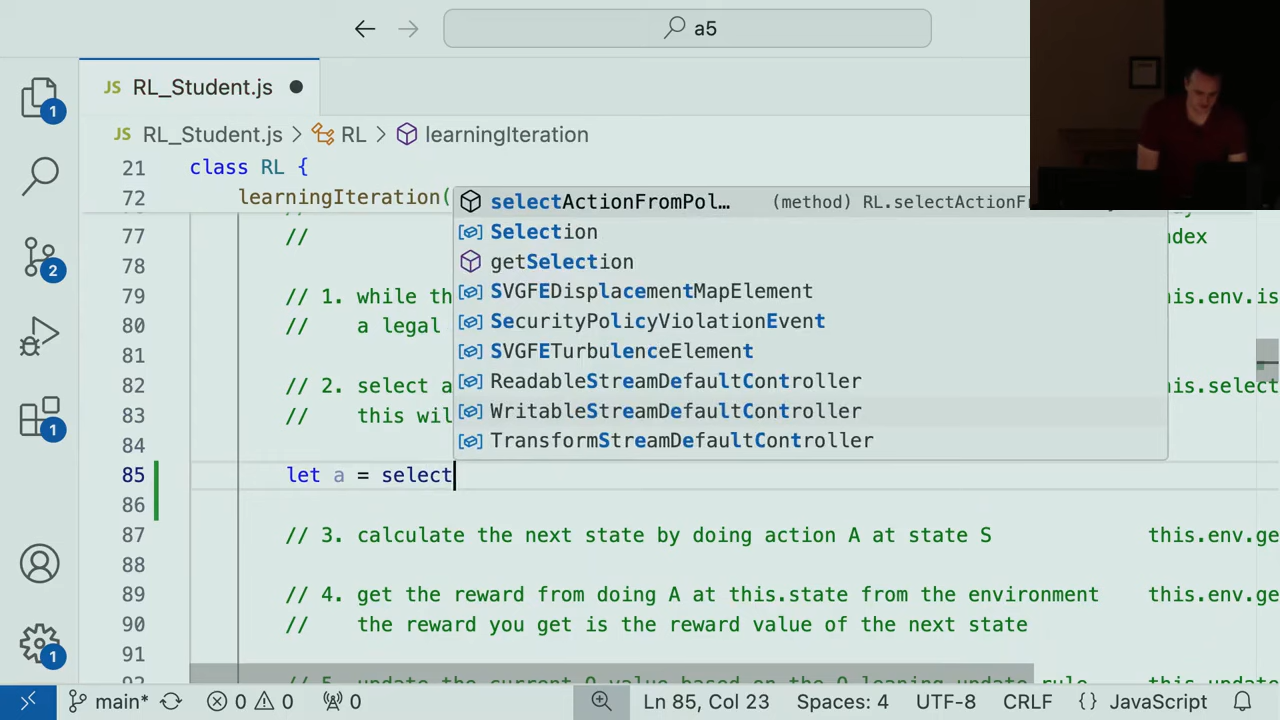 a5
JS RL_Student.js
JS RL_Student.js > RL > learningIteration
21 class RL {
72 learningIteration(
77 // ndex
78
79 // 1. while th his.env.is
80 // a legal
81
82 // 2. select a his.select
83 // this wil
84
85 let a = select
86
87 // 3. calculate the next state by doing action A at state S this.env.ge
88
89 // 4. get the reward from doing A at this.state from the environment this.env.ge
90 // the reward you get is the reward value of the next state
91
selectActionFromPol… (method) RL.selectActionF
Selection
getSelection
SVGFEDisplacementMapElement
SecurityPolicyViolationEvent
SVGFETurbulenceElement
ReadableStreamDefaultController
WritableStreamDefaultController
TransformStreamDefaultController
1
2
1
1
main* 0 0 0 Ln 85, Col 23 Spaces: 4 UTF-8 CRLF {} JavaScript